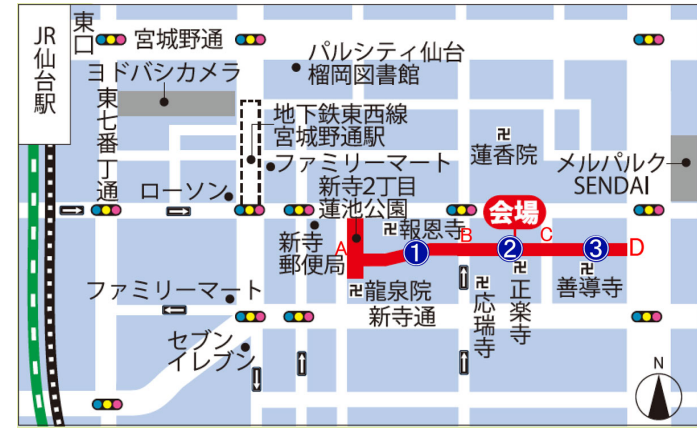 JR仙台駅
東口
宮城野通
ヨドバシカメラ
パルシティ仙台
榴岡図書館
東七番丁通
地下鉄東西線
宮城野通駅
蓮香院
メルパルク
SENDAI
ローソン
ファミリーマート
新寺2丁目
蓮池公園
会場
新寺
郵便局
A
報恩寺
B
C
D
1
2
3
ファミリーマート
龍泉院
新寺通
応瑞寺
正楽寺
善導寺
セブン
イレブン
N